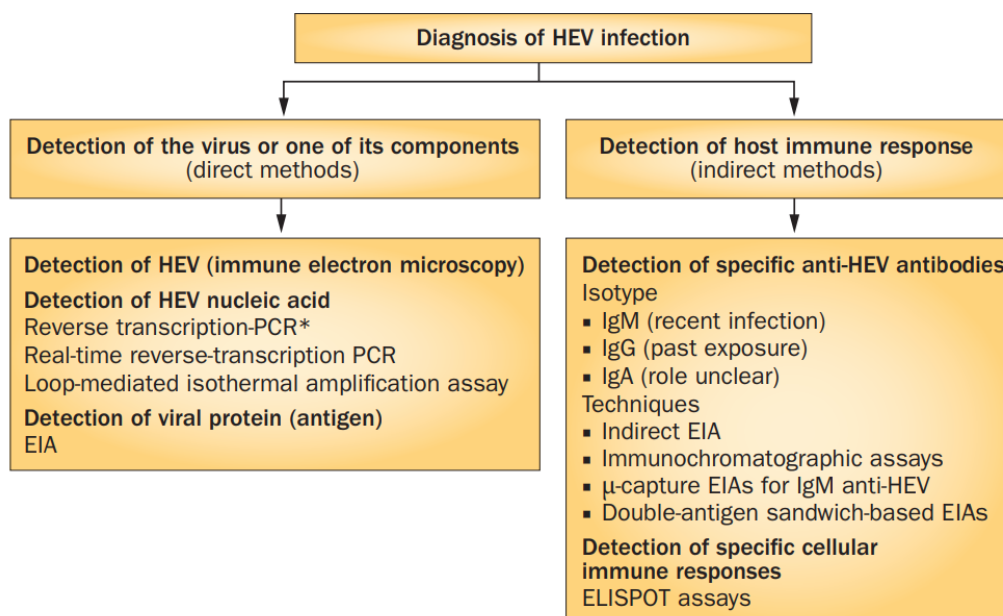 Diagnosis of HEV infection
Detection of the virus or one of its components
(direct methods)
Detection of host immune response
(indirect methods)
Detection of HEV (immune electron microscopy)
Detection of HEV nucleic acid
Reverse transcription-PCR*
Real-time reverse-transcription PCR
Loop-mediated isothermal amplification assay
Detection of viral protein (antigen)
EIA
Detection of specific anti-HEV antibodies
Isotype
▪ IgM (recent infection)
▪ IgG (past exposure)
▪ IgA (role unclear)
Techniques
▪ Indirect EIA
▪ Immunochromatographic assays
▪ μ-capture EIAs for IgM anti-HEV
▪ Double-antigen sandwich-based EIAs
Detection of specific cellular
immune responses
ELISPOT assays